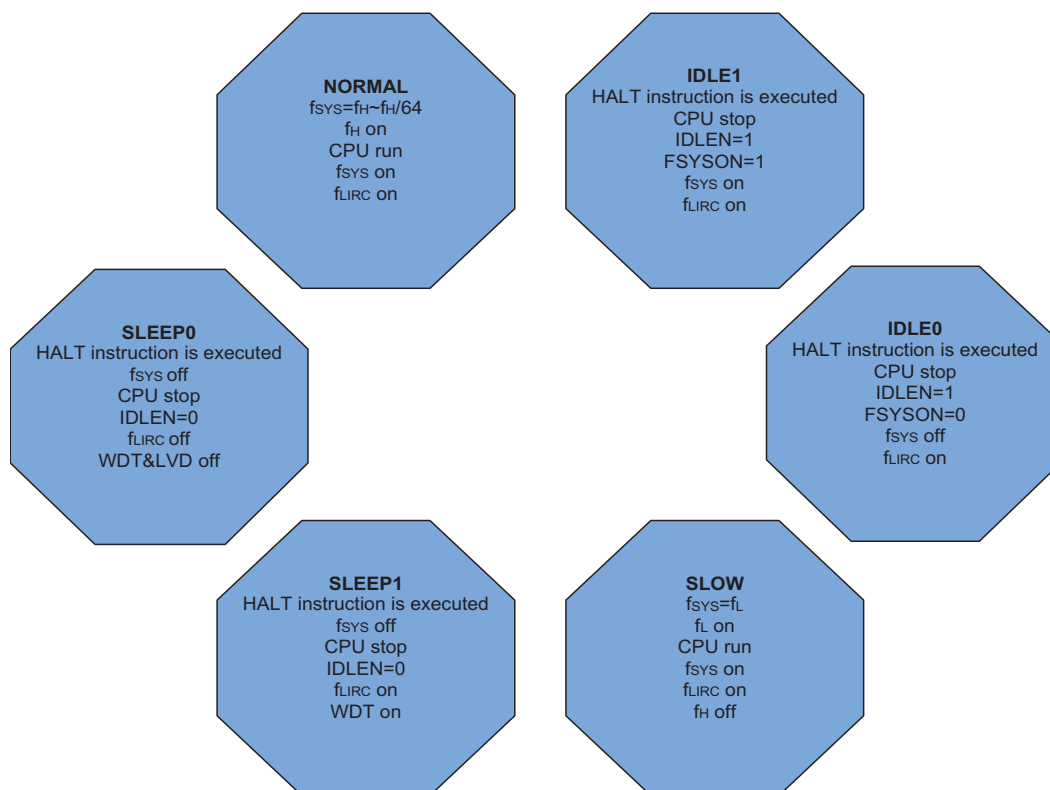 NORMAL
fSYS=fH~fH/64
fH on
CPU run
fSYS on
fLIRC on
IDLE1
HALT instruction is executed
CPU stop
IDLEN=1
FSYSON=1
fSYS on
fLIRC on
SLEEP0
HALT instruction is executed
fSYS off
CPU stop
IDLEN=0
fLIRC off
WDT&LVD off
IDLE0
HALT instruction is executed
CPU stop
IDLEN=1
FSYSON=0
fSYS off
fLIRC on
SLEEP1
HALT instruction is executed
fSYS off
CPU stop
IDLEN=0
fLIRC on
WDT on
SLOW
fSYS=fL
fL on
CPU run
fSYS on
fLIRC on
fH off